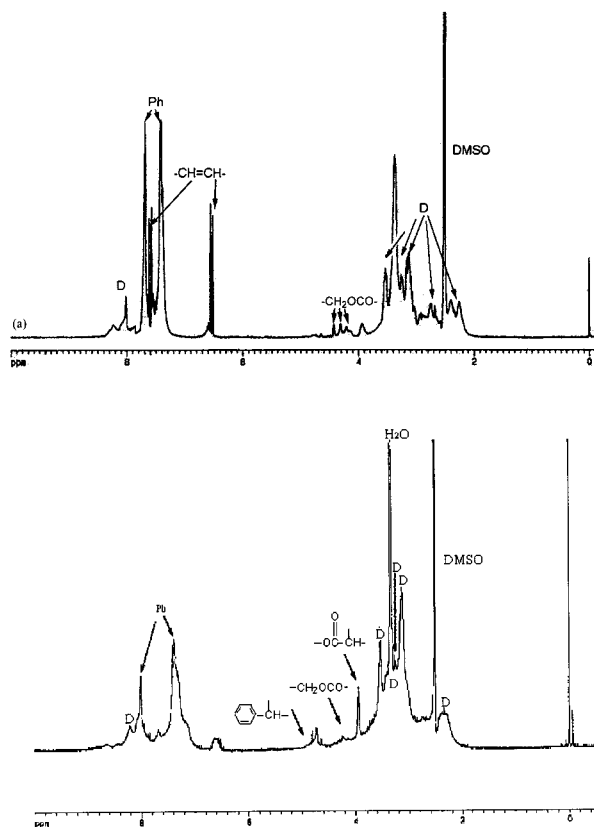 Ph
-CH=CH-
DMSO
D
D
-CH₂OCO-
(a)
ppm 8 6 4 2 0
H₂O
DMSO
D
D
Ph
O
-OC-CH-
D
D
-CH₂OCO-
D
D
-CH-
ppm 8 6 4 2 0